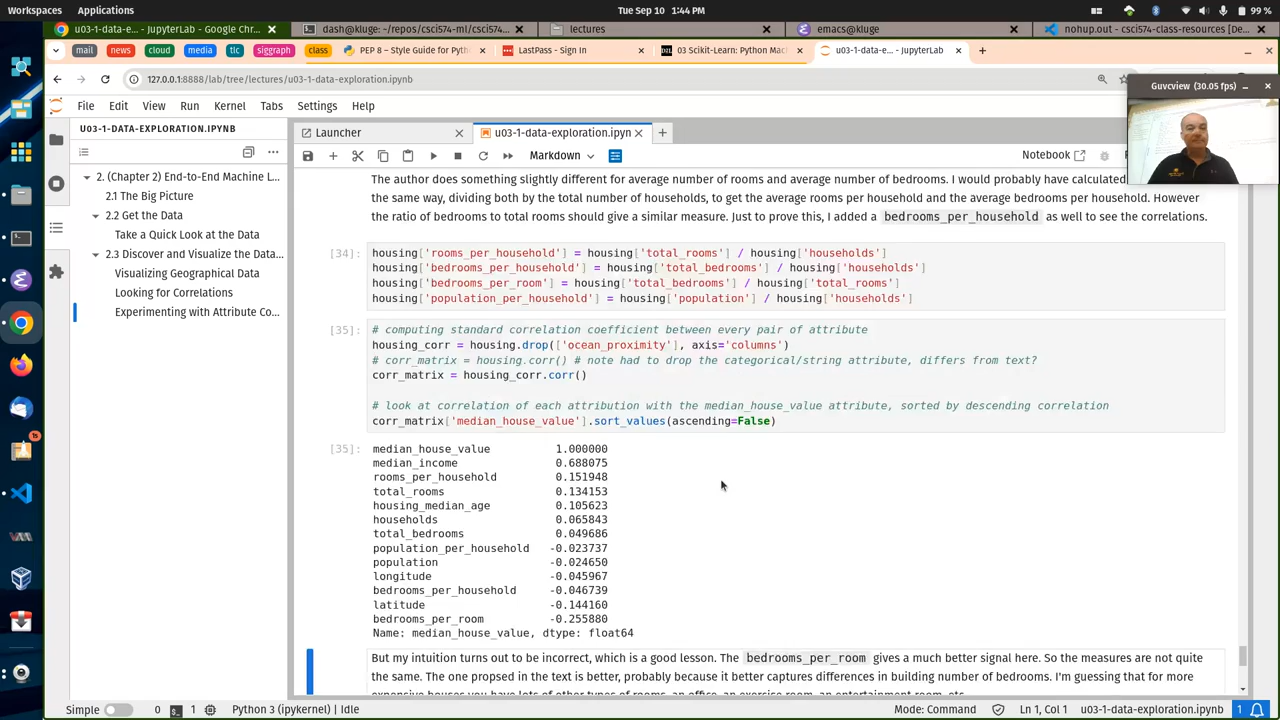 Workspaces Applications Tue Sep 10 1:44 PM 99 %
u03-1-data-e... - JupyterLab - Google Chr... dash@kluge: ~/repos/csci574-ml/csci574... lectures emacs@kluge nohup.out - csci574-class-resources [De...
mail news cloud media tlc siggraph class PEP 8 – Style Guide for Pyth LastPass - Sign In 03 Scikit-Learn: Python Mac u03-1-data-e... - JupyterLab
127.0.0.1:8888/lab/tree/lectures/u03-1-data-exploration.ipynb
Guvcview (30.05 fps)
File Edit View Run Kernel Tabs Settings Help
U03-1-DATA-EXPLORATION.IPYNB
Launcher
u03-1-data-exploration.ipyn
Markdown
Notebook
2. (Chapter 2) End-to-End Machine L...
2.1 The Big Picture
2.2 Get the Data
Take a Quick Look at the Data
2.3 Discover and Visualize the Data...
Visualizing Geographical Data
Looking for Correlations
Experimenting with Attribute Co...
The author does something slightly different for average number of rooms and average number of bedrooms. I would probably have calculated
the same way, dividing both by the total number of households, to get the average rooms per household and the average bedrooms per household. However
the ratio of bedrooms to total rooms should give a similar measure. Just to prove this, I added a bedrooms_per_household as well to see the correlations.
[34]: housing['rooms_per_household'] = housing['total_rooms'] / housing['households']
housing['bedrooms_per_household'] = housing['total_bedrooms'] / housing['households']
housing['bedrooms_per_room'] = housing['total_bedrooms'] / housing['total_rooms']
housing['population_per_household'] = housing['population'] / housing['households']
[35]: # computing standard correlation coefficient between every pair of attribute
housing_corr = housing.drop(['ocean_proximity'], axis='columns')
# corr_matrix = housing.corr() # note had to drop the categorical/string attribute, differs from text?
corr_matrix = housing_corr.corr()
# look at correlation of each attribution with the median_house_value attribute, sorted by descending correlation
corr_matrix['median_house_value'].sort_values(ascending=False)
[35]: median_house_value 1.000000
median_income 0.688075
rooms_per_household 0.151948
total_rooms 0.134153
housing_median_age 0.105623
households 0.065843
total_bedrooms 0.049686
population_per_household -0.023737
population -0.024650
longitude -0.045967
bedrooms_per_household -0.046739
latitude -0.144160
bedrooms_per_room -0.255880
Name: median_house_value, dtype: float64
But my intuition turns out to be incorrect, which is a good lesson. The bedrooms_per_room gives a much better signal here. So the measures are not quite
the same. The one propsed in the text is better, probably because it better captures differences in building number of bedrooms. I'm guessing that for more
expensive houses you have lots of other types of rooms, an office, an exercise room, an entertainment room, etc.
Simple 0 1 Python 3 (ipykernel) | Idle Mode: Command Ln 1, Col 1 u03-1-data-exploration.ipynb 1